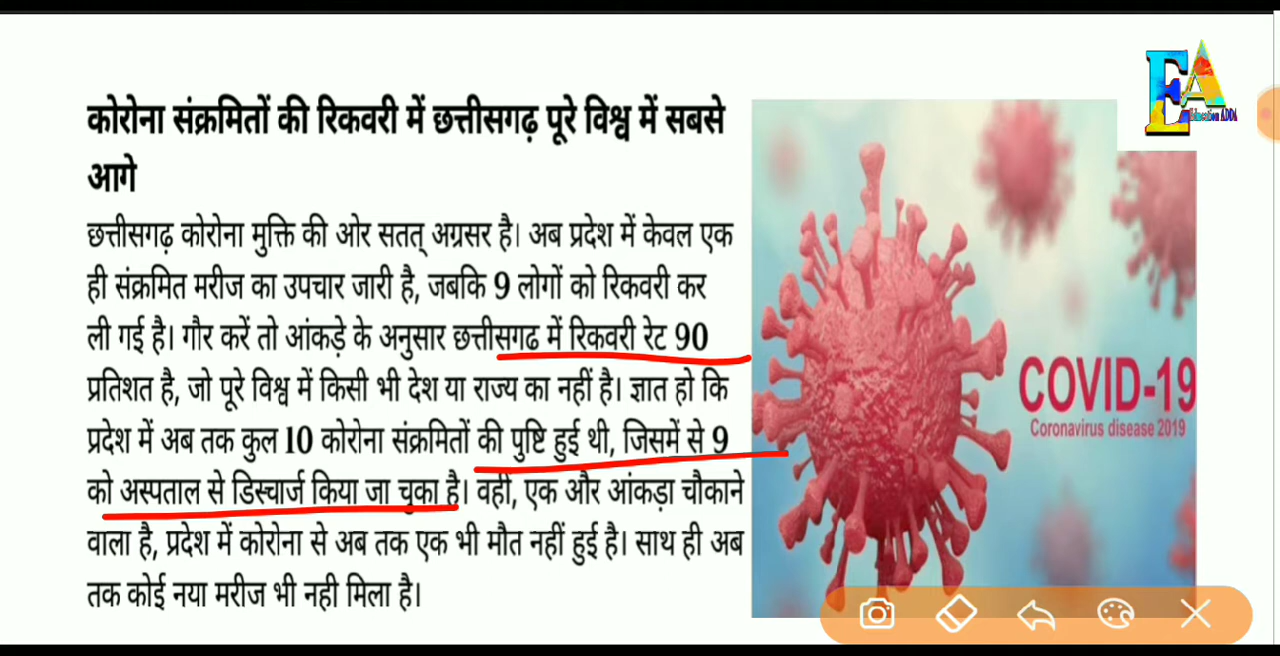 कोरोना संक्रमितों की रिकवरी में छत्तीसगढ़ पूरे विश्व में सबसे
आगे
छत्तीसगढ़ कोरोना मुक्ति की ओर सतत् अग्रसर है। अब प्रदेश में केवल एक
ही संक्रमित मरीज का उपचार जारी है, जबकि 9 लोगों को रिकवरी कर
ली गई है। गौर करें तो आंकड़े के अनुसार छत्तीसगढ में रिकवरी रेट 90
प्रतिशत है, जो पूरे विश्व में किसी भी देश या राज्य का नहीं है। ज्ञात हो कि
प्रदेश में अब तक कुल 10 कोरोना संक्रमितों की पुष्टि हुई थी, जिसमें से 9
को अस्पताल से डिस्चार्ज किया जा चुका है। वही, एक और आंकड़ा चौकाने
वाला है, प्रदेश में कोरोना से अब तक एक भी मौत नहीं हुई है। साथ ही अब
तक कोई नया मरीज भी नही मिला है।
EA
Education ADDA
COVID-19
Coronavirus disease 2019